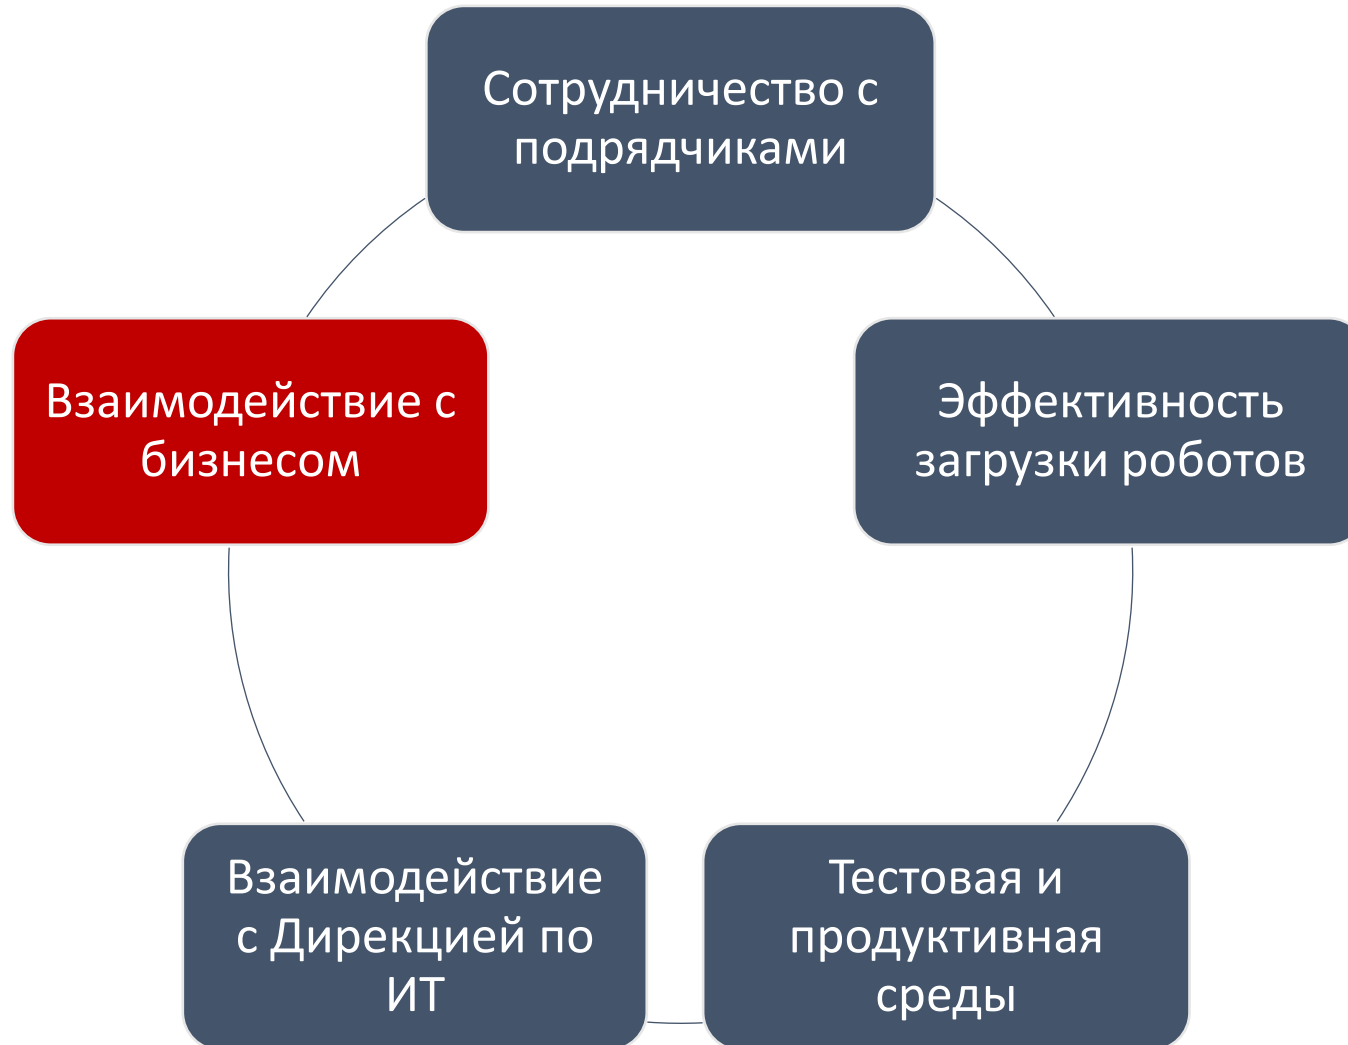 Сотрудничество с
подрядчиками
Взаимодействие с
бизнесом
Эффективность
загрузки роботов
Взаимодействие
с Дирекцией по
ИТ
Тестовая и
продуктивная
среды